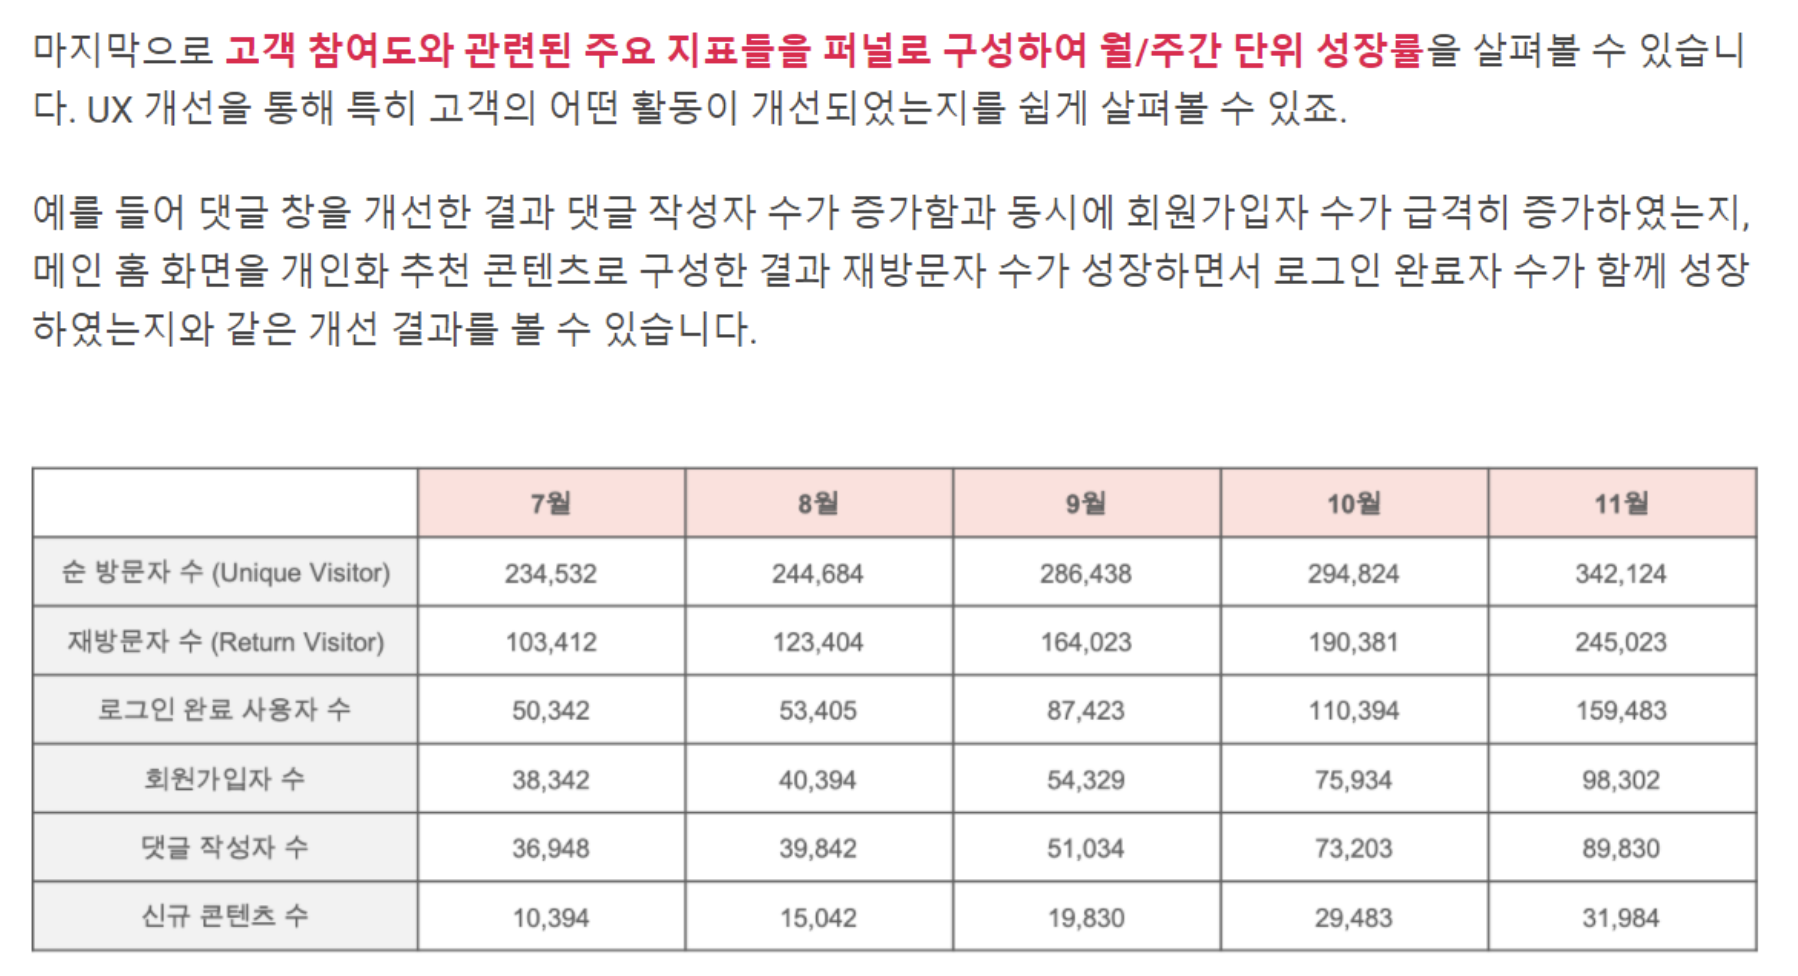 마지막으로 고객 참여도와 관련된 주요 지표들을 퍼널로 구성하여 월/주간 단위 성장률을 살펴볼 수 있습니
다. UX 개선을 통해 특히 고객의 어떤 활동이 개선되었는지를 쉽게 살펴볼 수 있죠.
예를 들어 댓글 창을 개선한 결과 댓글 작성자 수가 증가함과 동시에 회원가입자 수가 급격히 증가하였는지,
메인 홈 화면을 개인화 추천 콘텐츠로 구성한 결과 재방문자 수가 성장하면서 로그인 완료자 수가 함께 성장
하였는지와 같은 개선 결과를 볼 수 있습니다.
7월 8월 9월 10월 11월
순 방문자 수 (Unique Visitor) 234,532 244,684 286,438 294,824 342,124
재방문자 수 (Return Visitor) 103,412 123,404 164,023 190,381 245,023
로그인 완료 사용자 수 50,342 53,405 87,423 110,394 159,483
회원가입자 수 38,342 40,394 54,329 75,934 98,302
댓글 작성자 수 36,948 39,842 51,034 73,203 89,830
신규 콘텐츠 수 10,394 15,042 19,830 29,483 31,984